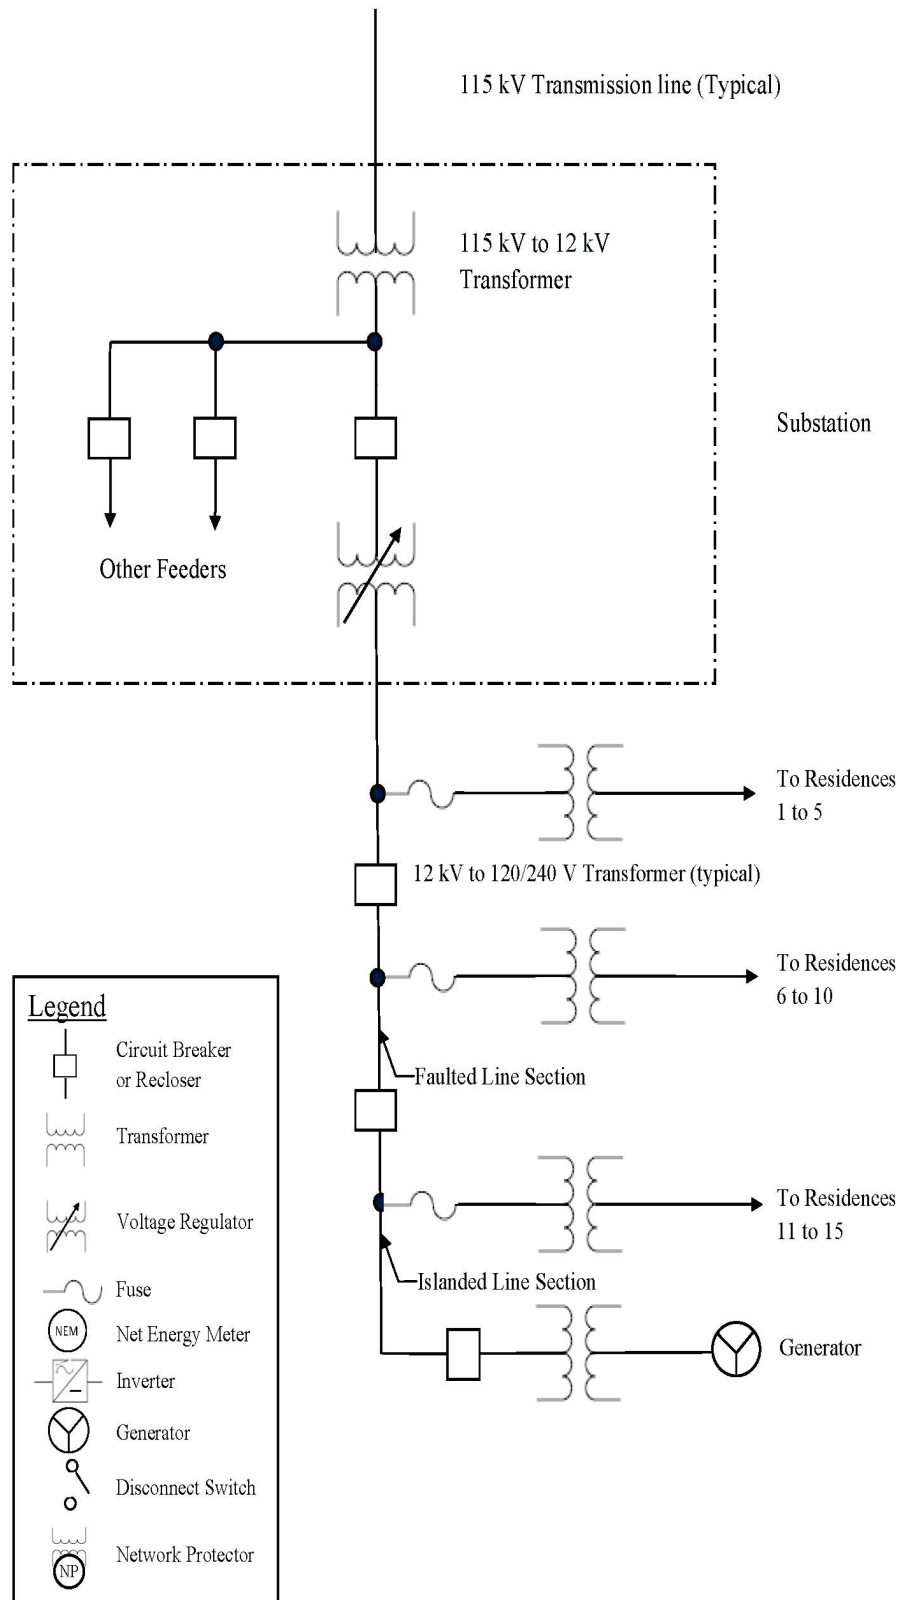 115 kV Transmission line (Typical)
115 kV to 12 kV
Transformer
Substation
Other Feeders
To Residences
1 to 5
12 kV to 120/240 V Transformer (typical)
To Residences
6 to 10
Faulted Line Section
To Residences
11 to 15
Islanded Line Section
Generator
Legend
Circuit Breaker
or Recloser
Transformer
Voltage Regulator
Fuse
NEM
Net Energy Meter
Inverter
Generator
Disconnect Switch
NP
Network Protector